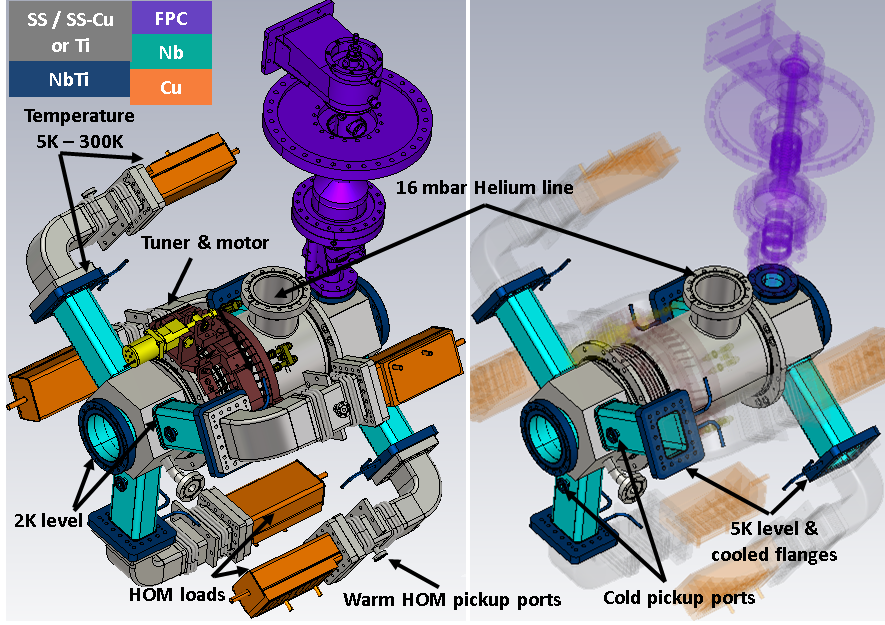 SS / SS-Cu
or Ti
NbTi
FPC
Nb
Cu
Temperature
5K – 300K
16 mbar Helium line
Tuner & motor
2K level
HOM loads
Warm HOM pickup ports
5K level &
cooled flanges
Cold pickup ports